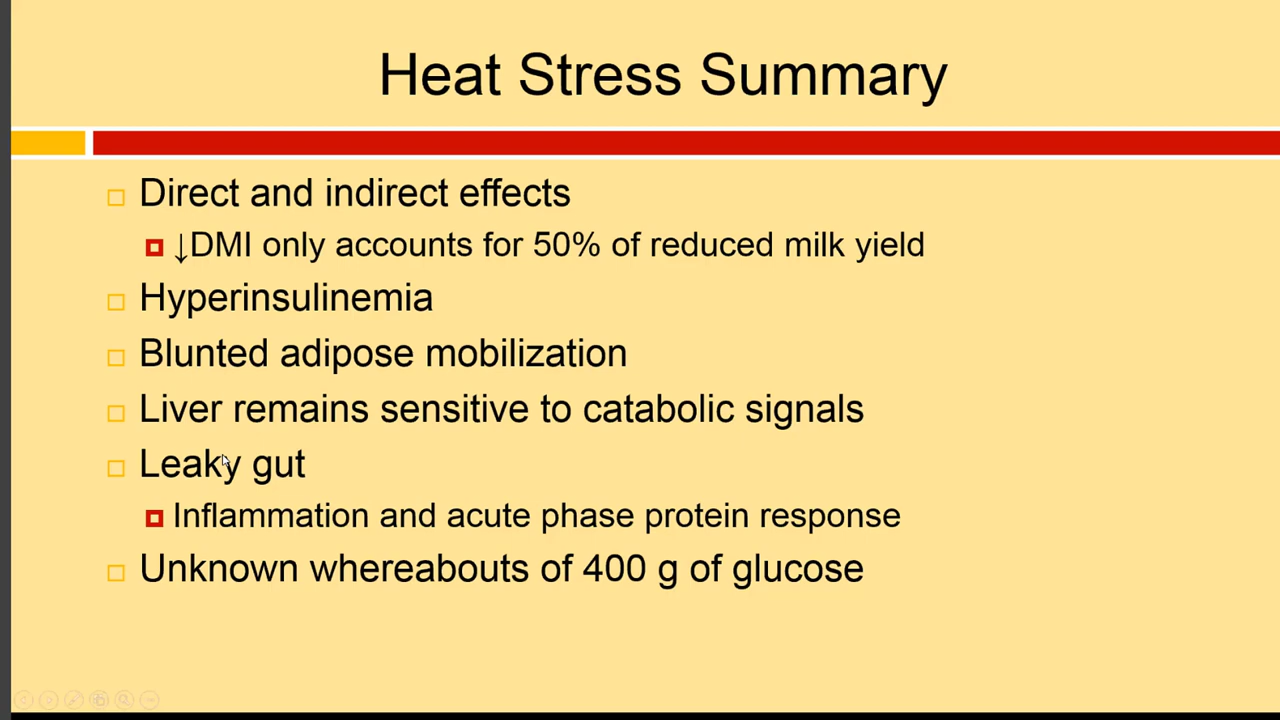 Heat Stress Summary
Direct and indirect effects
↓DMI only accounts for 50% of reduced milk yield
Hyperinsulinemia
Blunted adipose mobilization
Liver remains sensitive to catabolic signals
Leaky gut
Inflammation and acute phase protein response
Unknown whereabouts of 400 g of glucose